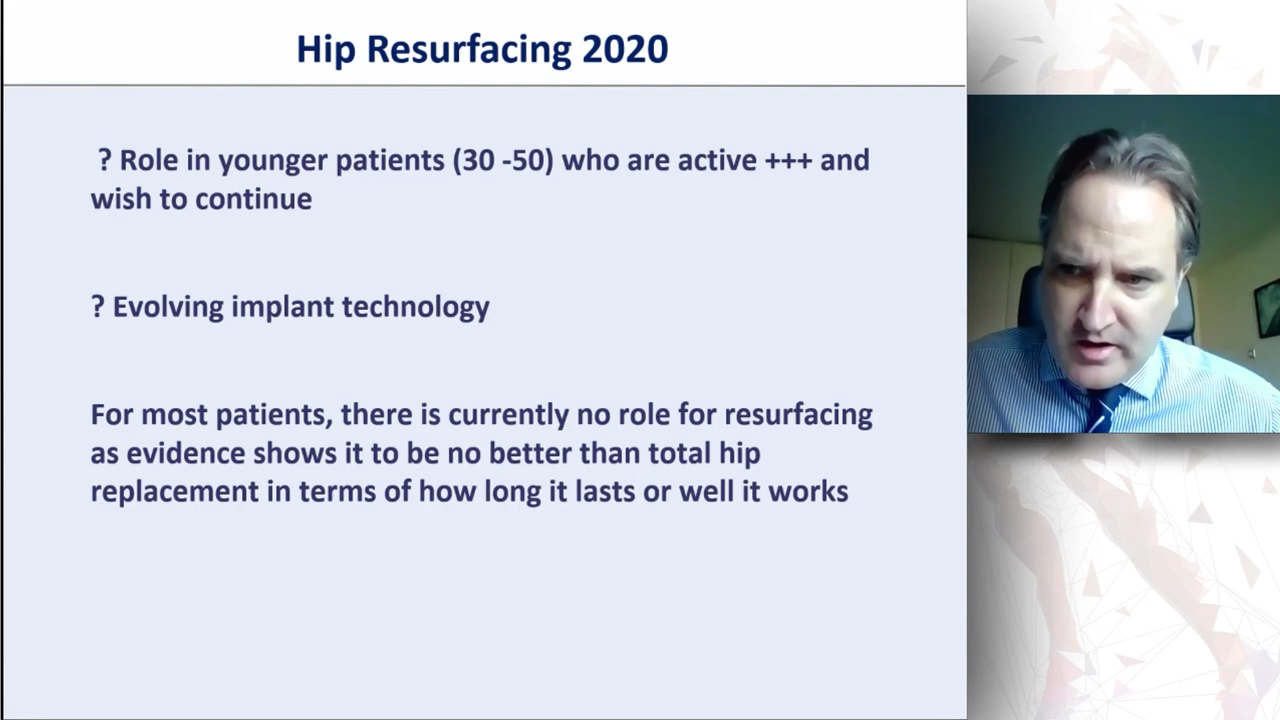 Hip Resurfacing 2020
? Role in younger patients (30 -50) who are active +++ and
wish to continue
? Evolving implant technology
For most patients, there is currently no role for resurfacing
as evidence shows it to be no better than total hip
replacement in terms of how long it lasts or well it works